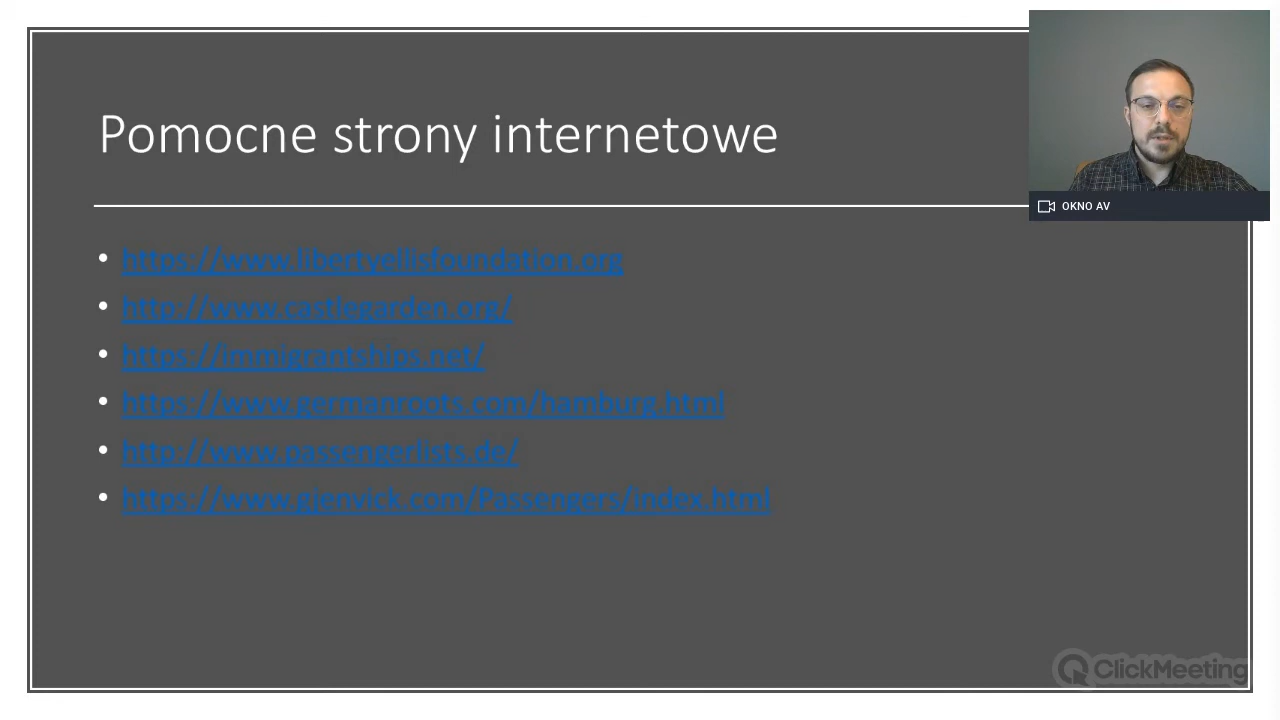 Pomocne strony internetowe
OKNO AV
• https://www.libertyellisfoundation.org
• http://www.castlegarden.org/
• https://immigrantships.net/
• https://www.germanroots.com/hamburg.html
• http://www.passengerlists.de/
• https://www.gjenvick.com/Passengers/index.html
ClickMeeting